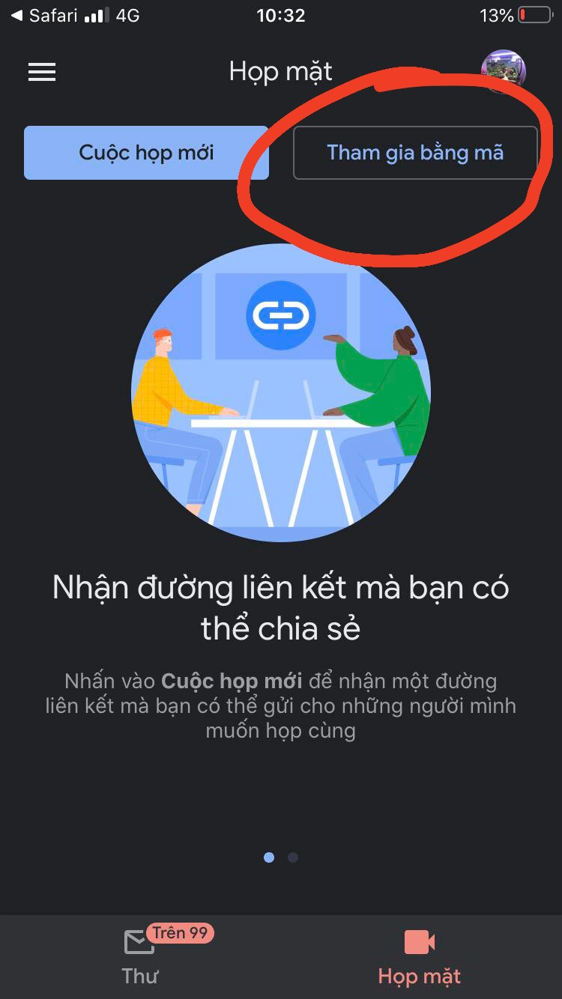 Safari 4G 10:32 13%
Họp mặt
Cuộc họp mới Tham gia bằng mã
Nhận đường liên kết mà bạn có
thể chia sẻ
Nhấn vào Cuộc họp mới để nhận một đường
liên kết mà bạn có thể gửi cho những người mình
muốn họp cùng
Trên 99
Thư Họp mặt